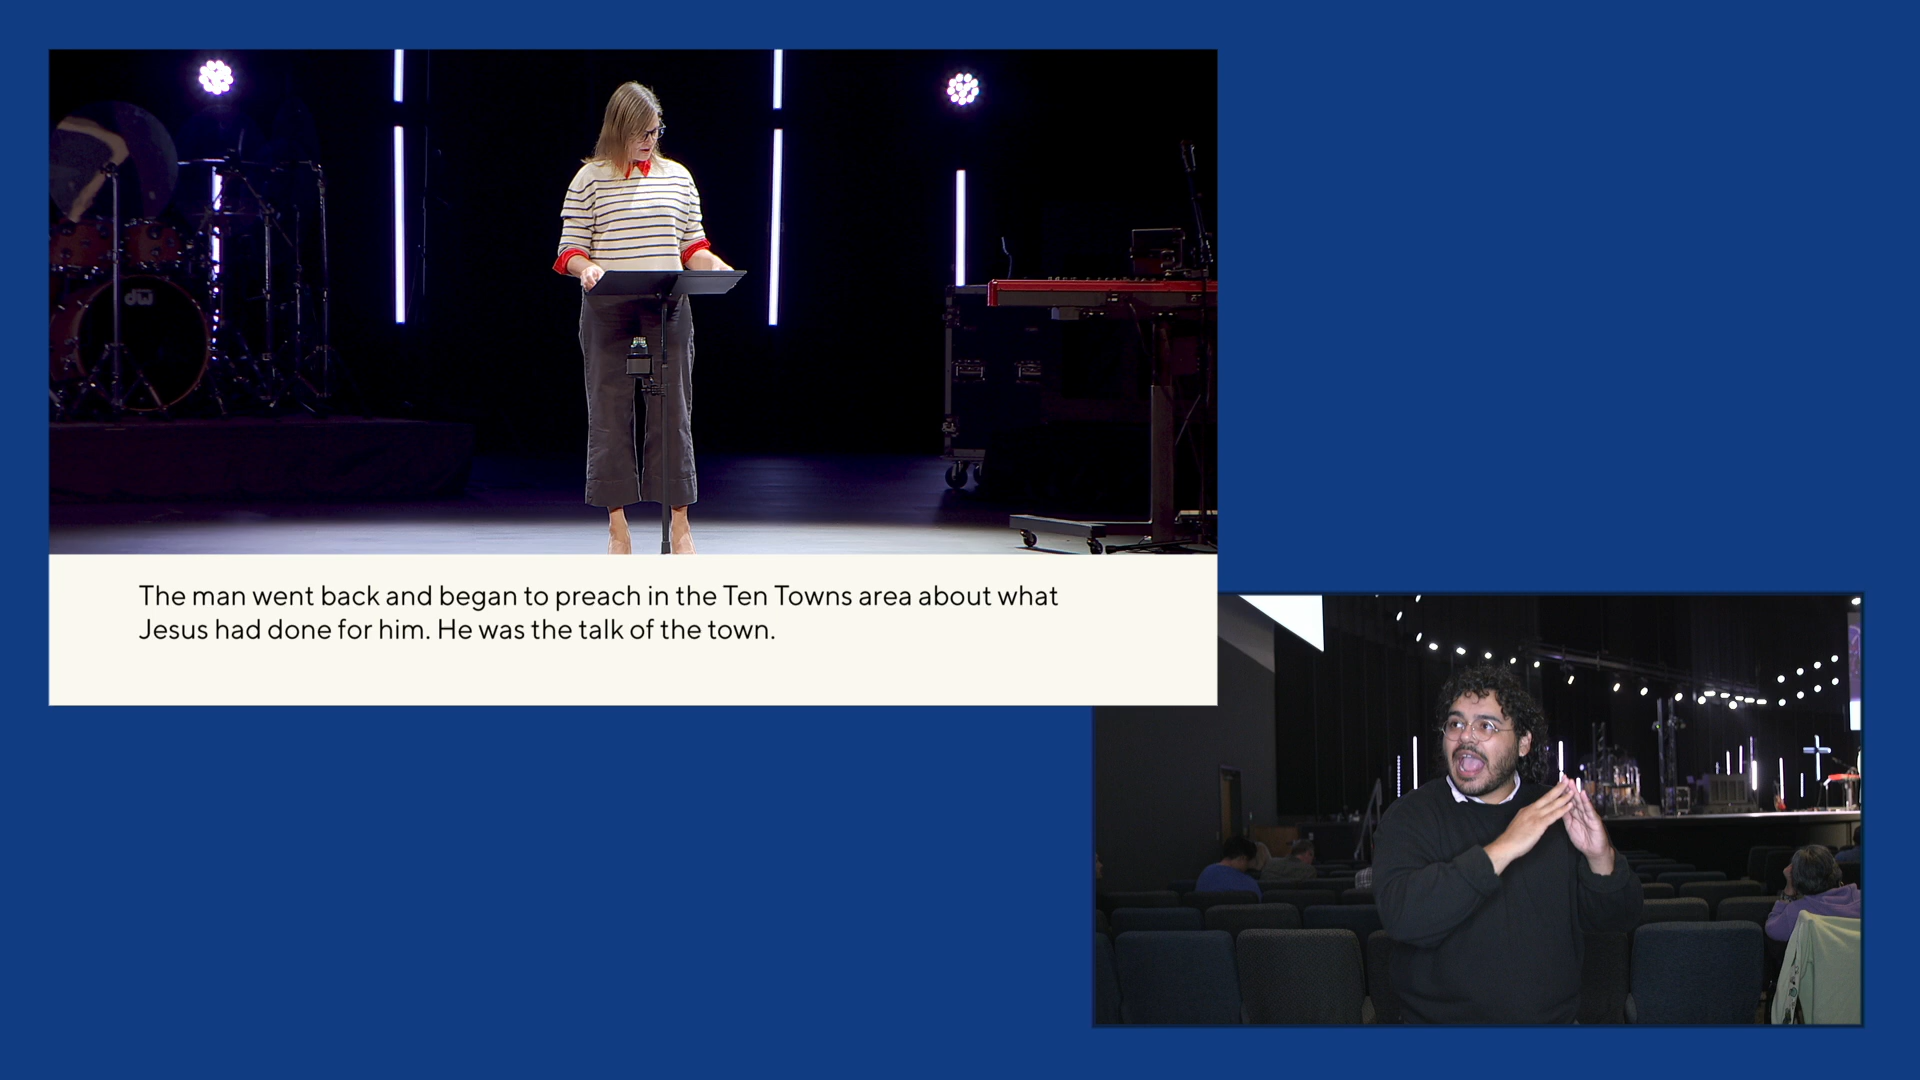 dw
The man went back and began to preach in the Ten Towns area about what
Jesus had done for him. He was the talk of the town.